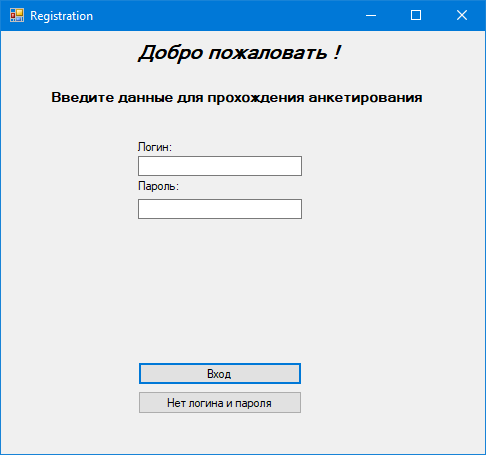 Registration
Добро пожаловать !
Введите данные для прохождения анкетирования
Логин:
Пароль:
Вход
Нет логина и пароля